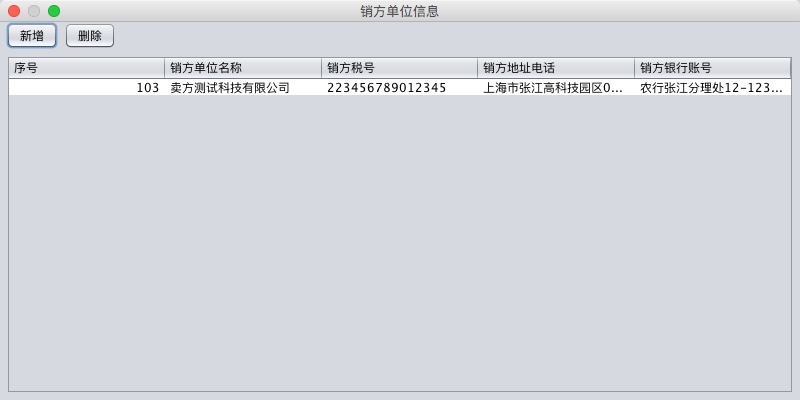 销方单位信息
新增 删除
序号 销方单位名称 销方税号 销方地址电话 销方银行账号
103 卖方测试科技有限公司 223456789012345 上海市张江高科技园区0... 农行张江分理处12-123...